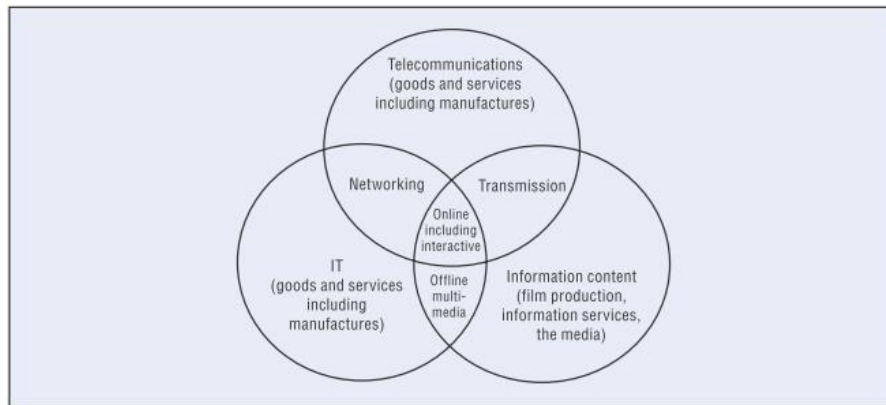 Telecommunications
(goods and services
including manufactures)
Networking
Transmission
Online
including
interactive
IT
(goods and services
including
manufactures)
Offline
multi-
media
Information content
(film production,
information services,
the media)